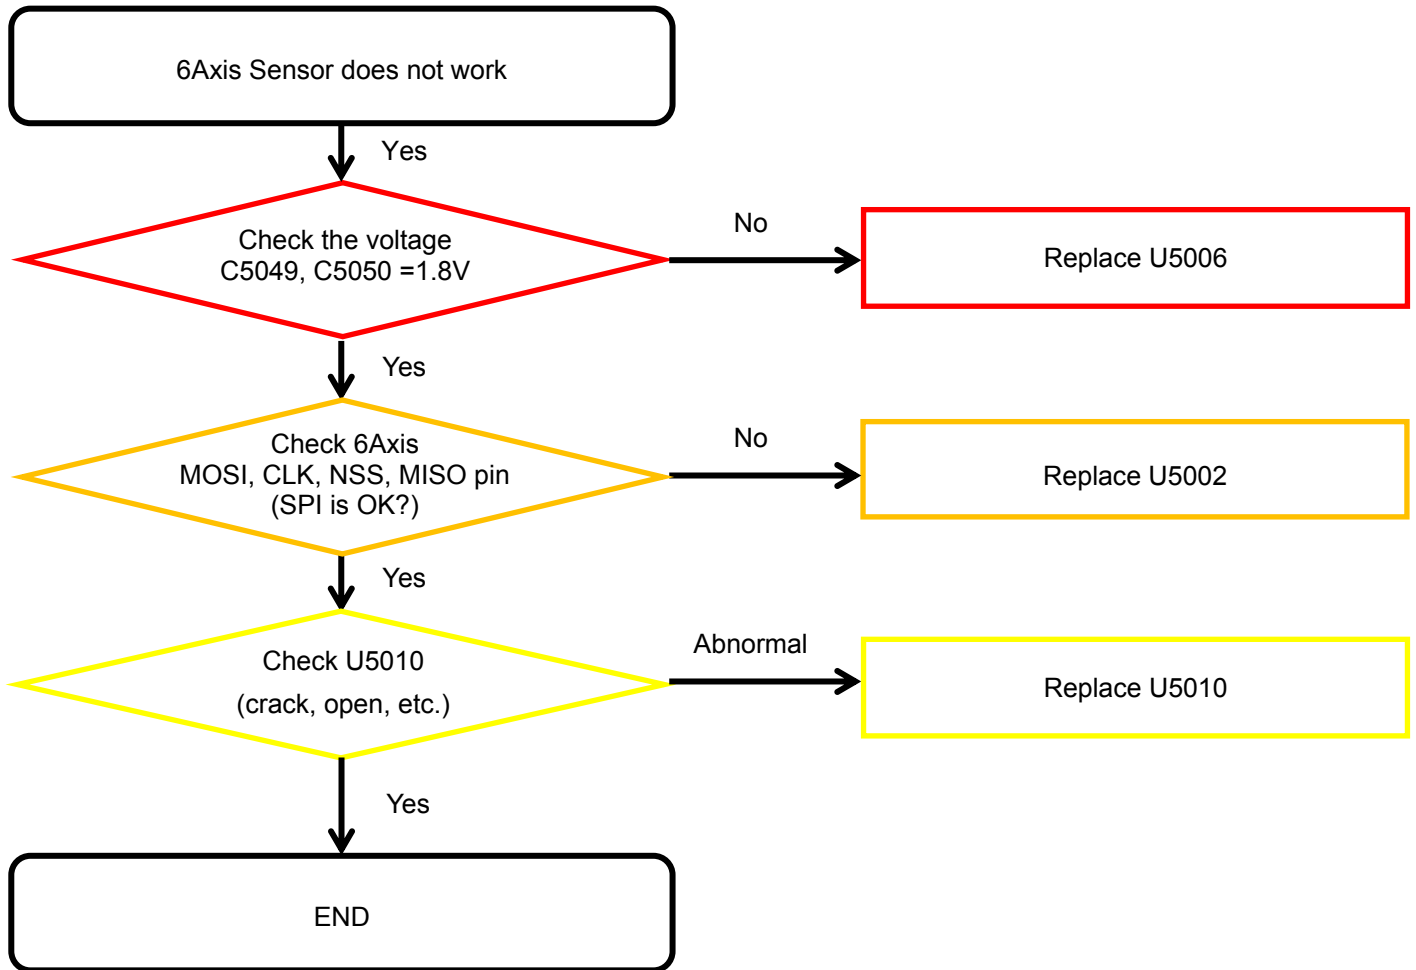 6Axis Sensor does not work
Yes
Check the voltage
C5049, C5050 =1.8V
No
Replace U5006
Yes
Check 6Axis
MOSI, CLK, NSS, MISO pin
(SPI is OK?)
No
Replace U5002
Yes
Check U5010
(crack, open, etc.)
Abnormal
Replace U5010
Yes
END